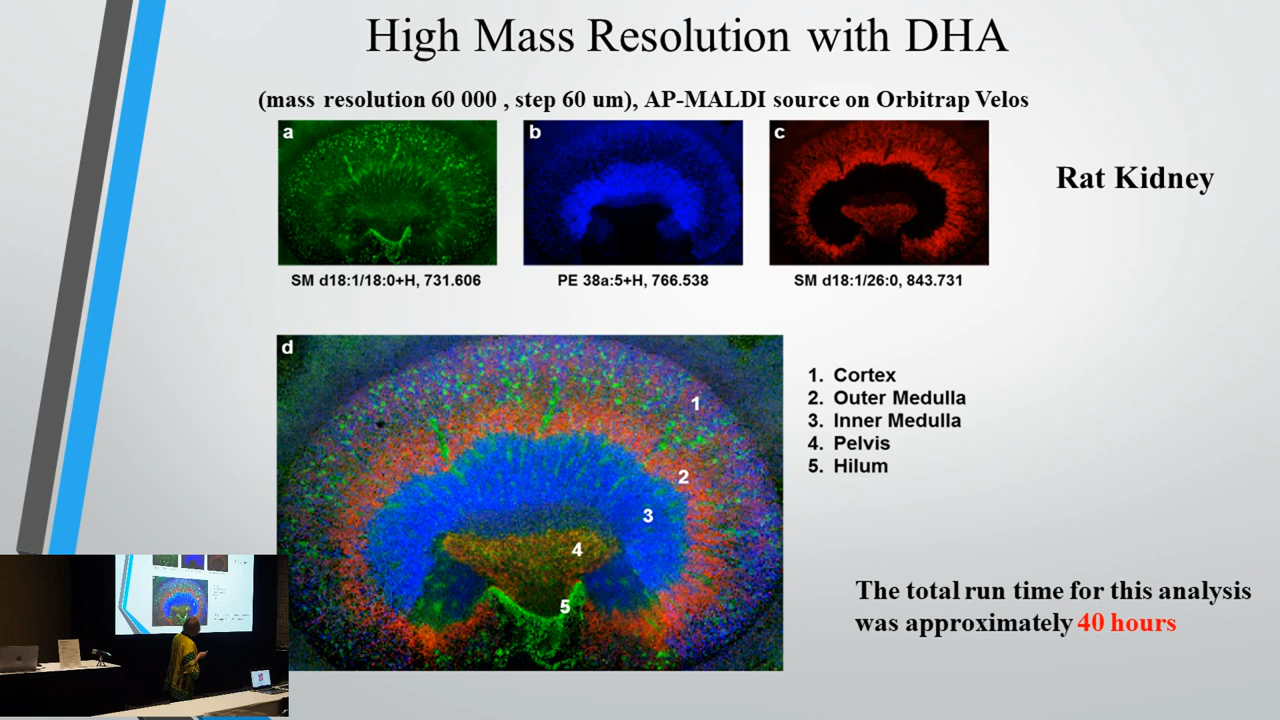 High Mass Resolution with DHA
(mass resolution 60 000 , step 60 um), AP-MALDI source on Orbitrap Velos
a
b
c
Rat Kidney
SM d18:1/18:0+H, 731.606
PE 38a:5+H, 766.538
SM d18:1/26:0, 843.731
d
1
2
3
4
5
1. Cortex
2. Outer Medulla
3. Inner Medulla
4. Pelvis
5. Hilum
The total run time for this analysis
was approximately 40 hours